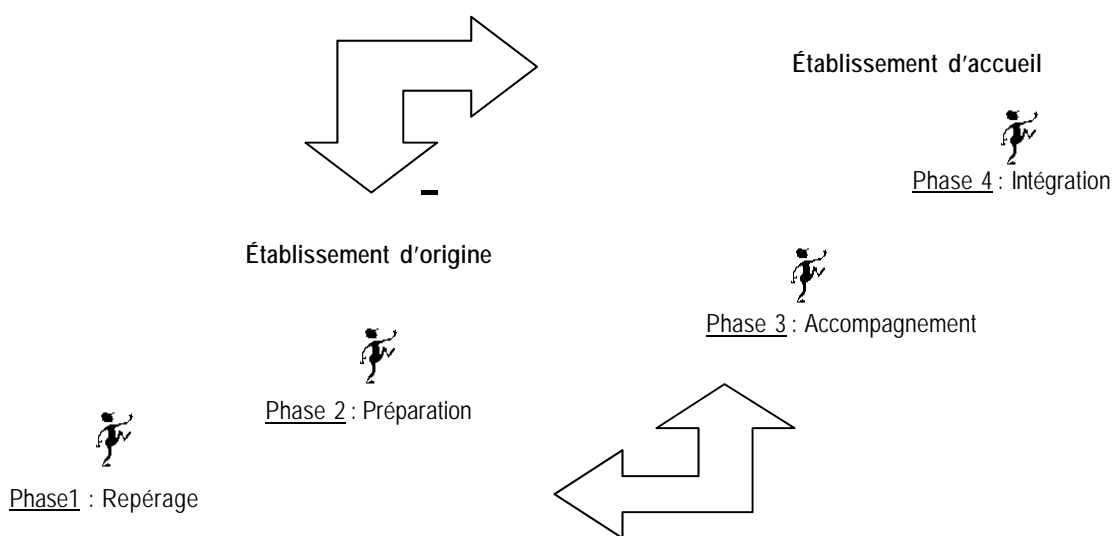 Établissement d'accueil
Phase 4 : Intégration
Établissement d'origine
Phase 3 : Accompagnement
Phase 2 : Préparation
Phase1 : Repérage